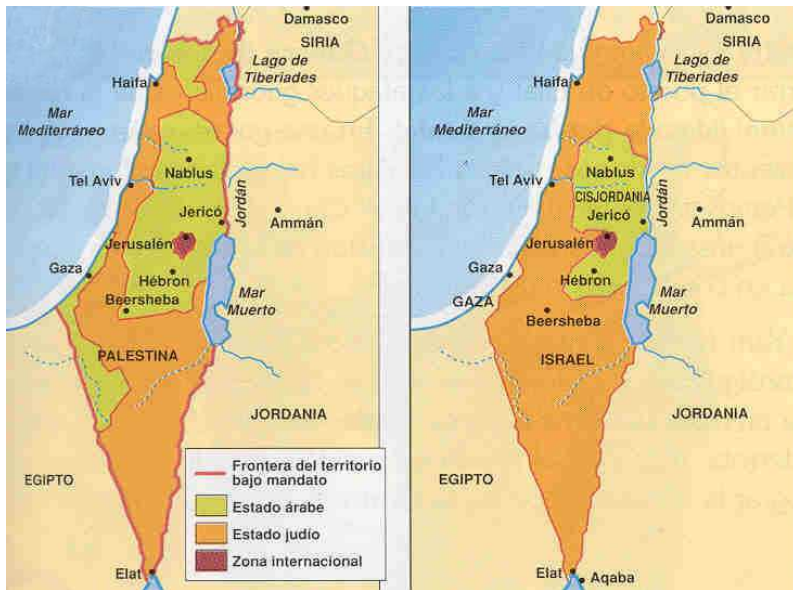 Damasco
SIRIA
Lago de
Tiberiades
Haifa
Mar
Mediterráneo
Nablus
Tel Aviv
Jordán
Jericó
Ammán
Jerusalén
Gaza
Hébron
Beersheba
Mar
Muerto
PALESTINA
JORDANIA
EGIPTO
Elat
Frontera del territorio
bajo mandato
Estado árabe
Estado judío
Zona internacional
Damasco
SIRIA
Lago de
Tiberiades
Haifa
Mar
Mediterráneo
Nablus
Tel Aviv
CISJORDANIA
Jordán
Jericó
Ammán
Jerusalén
Gaza
Hébron
GAZA
Mar
Muerto
Beersheba
ISRAEL
JORDANIA
EGIPTO
Elat
Aqaba